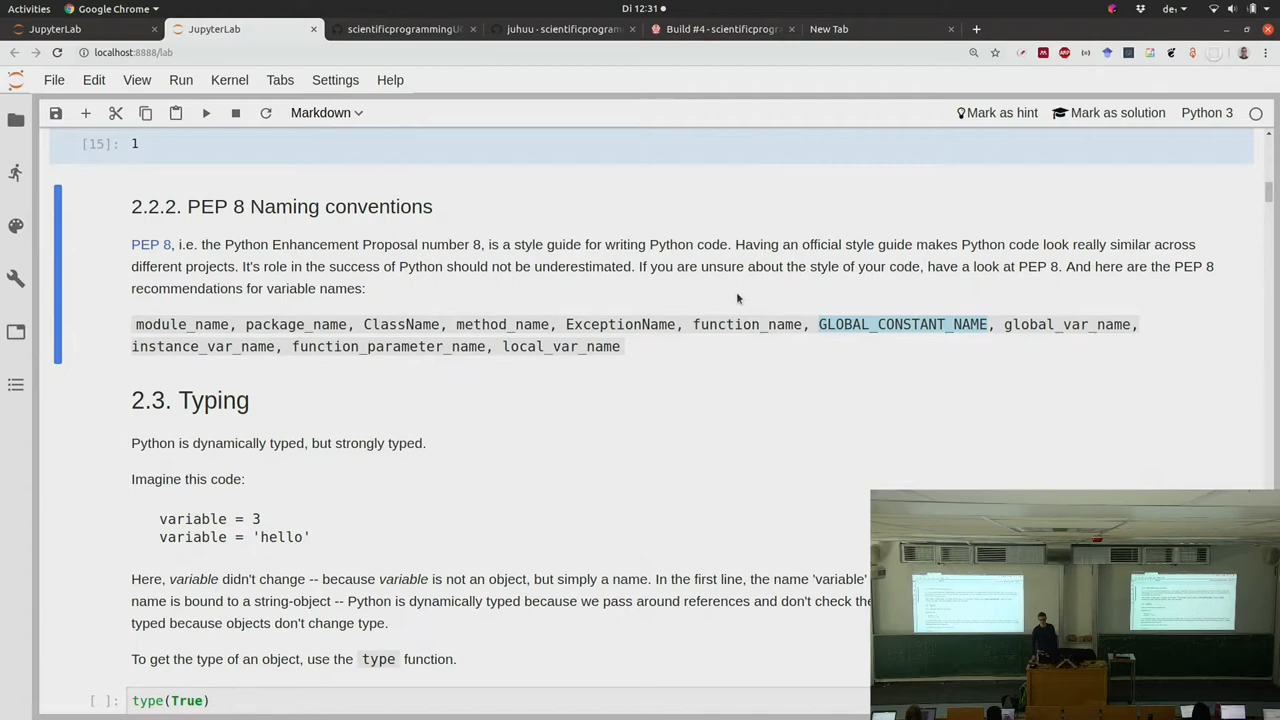 Activities Google Chrome Di 12:31 de
JupyterLab JupyterLab scientificprogrammingU juhuu - scientificprogram Build #4 - scientificprogra New Tab
localhost:8888/lab
File Edit View Run Kernel Tabs Settings Help
Markdown Mark as hint Mark as solution Python 3
[15]: 1
2.2.2. PEP 8 Naming conventions
PEP 8, i.e. the Python Enhancement Proposal number 8, is a style guide for writing Python code. Having an official style guide makes Python code look really similar across
different projects. It's role in the success of Python should not be underestimated. If you are unsure about the style of your code, have a look at PEP 8. And here are the PEP 8
recommendations for variable names:
module_name, package_name, ClassName, method_name, ExceptionName, function_name, GLOBAL_CONSTANT_NAME, global_var_name,
instance_var_name, function_parameter_name, local_var_name
2.3. Typing
Python is dynamically typed, but strongly typed.
Imagine this code:
variable = 3
variable = 'hello'
Here, variable didn't change -- because variable is not an object, but simply a name. In the first line, the name 'variable'
name is bound to a string-object -- Python is dynamically typed because we pass around references and don't check the
typed because objects don't change type.
To get the type of an object, use the type function.
[ ]: type(True)